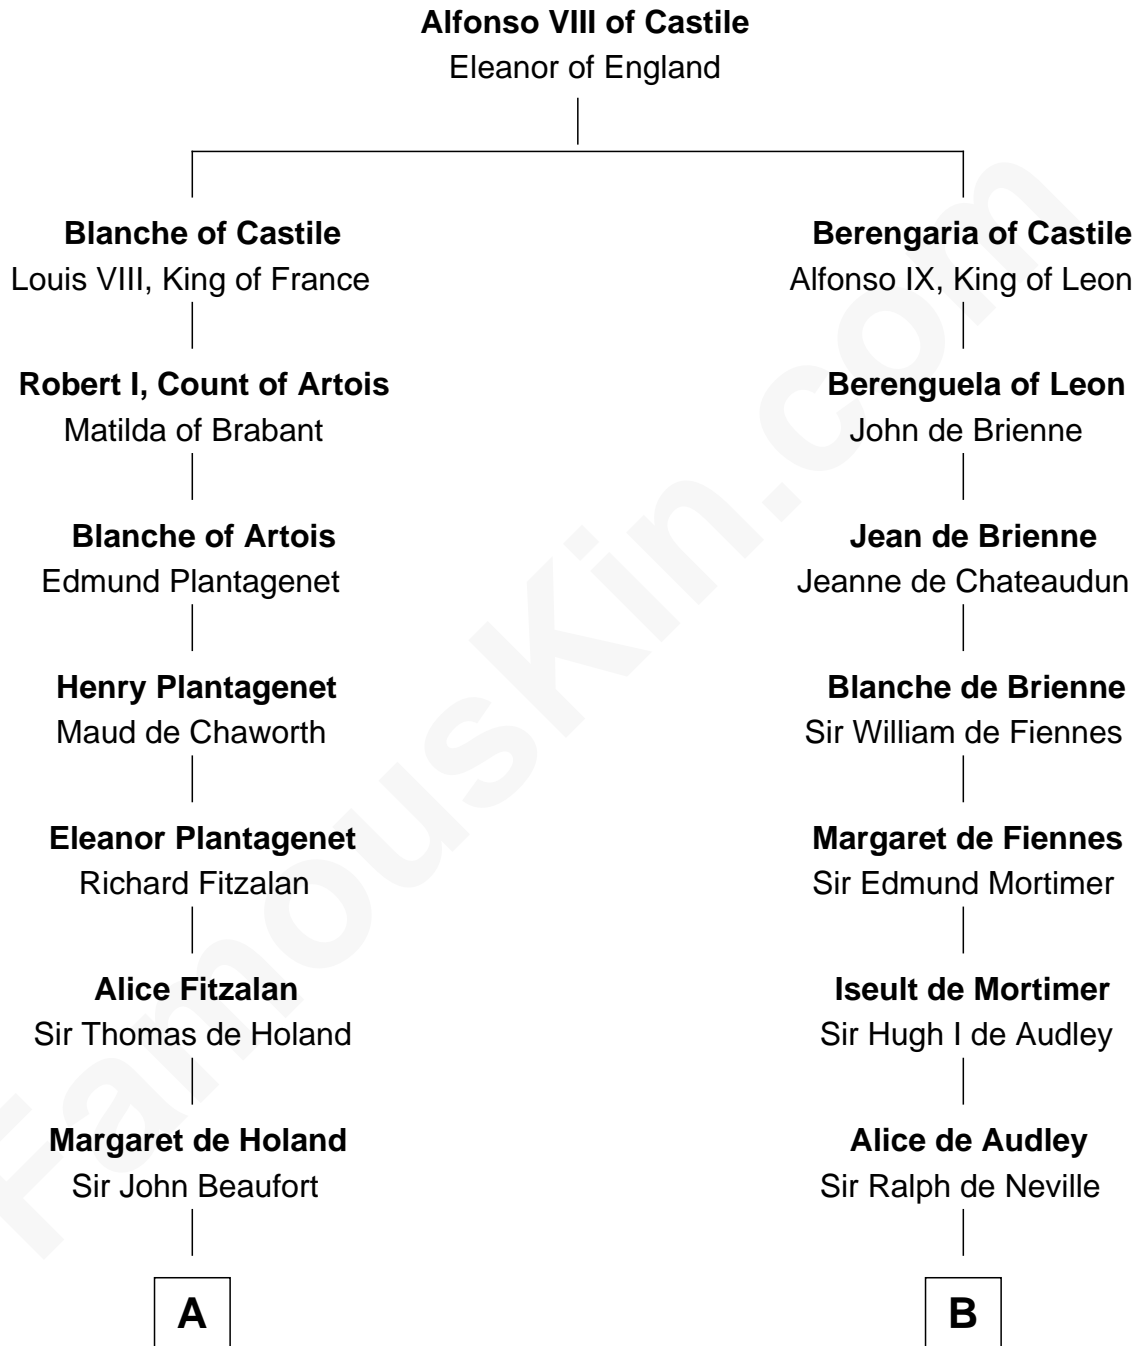 Alfonso VIII of Castile
Eleanor of England
Blanche of Castile
Louis VIII, King of France
Berengaria of Castile
Alfonso IX, King of Leon
Robert I, Count of Artois
Matilda of Brabant
Berenguela of Leon
John de Brienne
Blanche of Artois
Edmund Plantagenet
Jean de Brienne
Jeanne de Chateaudun
Henry Plantagenet
Maud de Chaworth
Blanche de Brienne
Sir William de Fiennes
Eleanor Plantagenet
Richard Fitzalan
Margaret de Fiennes
Sir Edmund Mortimer
Alice Fitzalan
Sir Thomas de Holand
Iseult de Mortimer
Sir Hugh I de Audley
Margaret de Holand
Sir John Beaufort
Alice de Audley
Sir Ralph de Neville
A
B
FamousKin.com